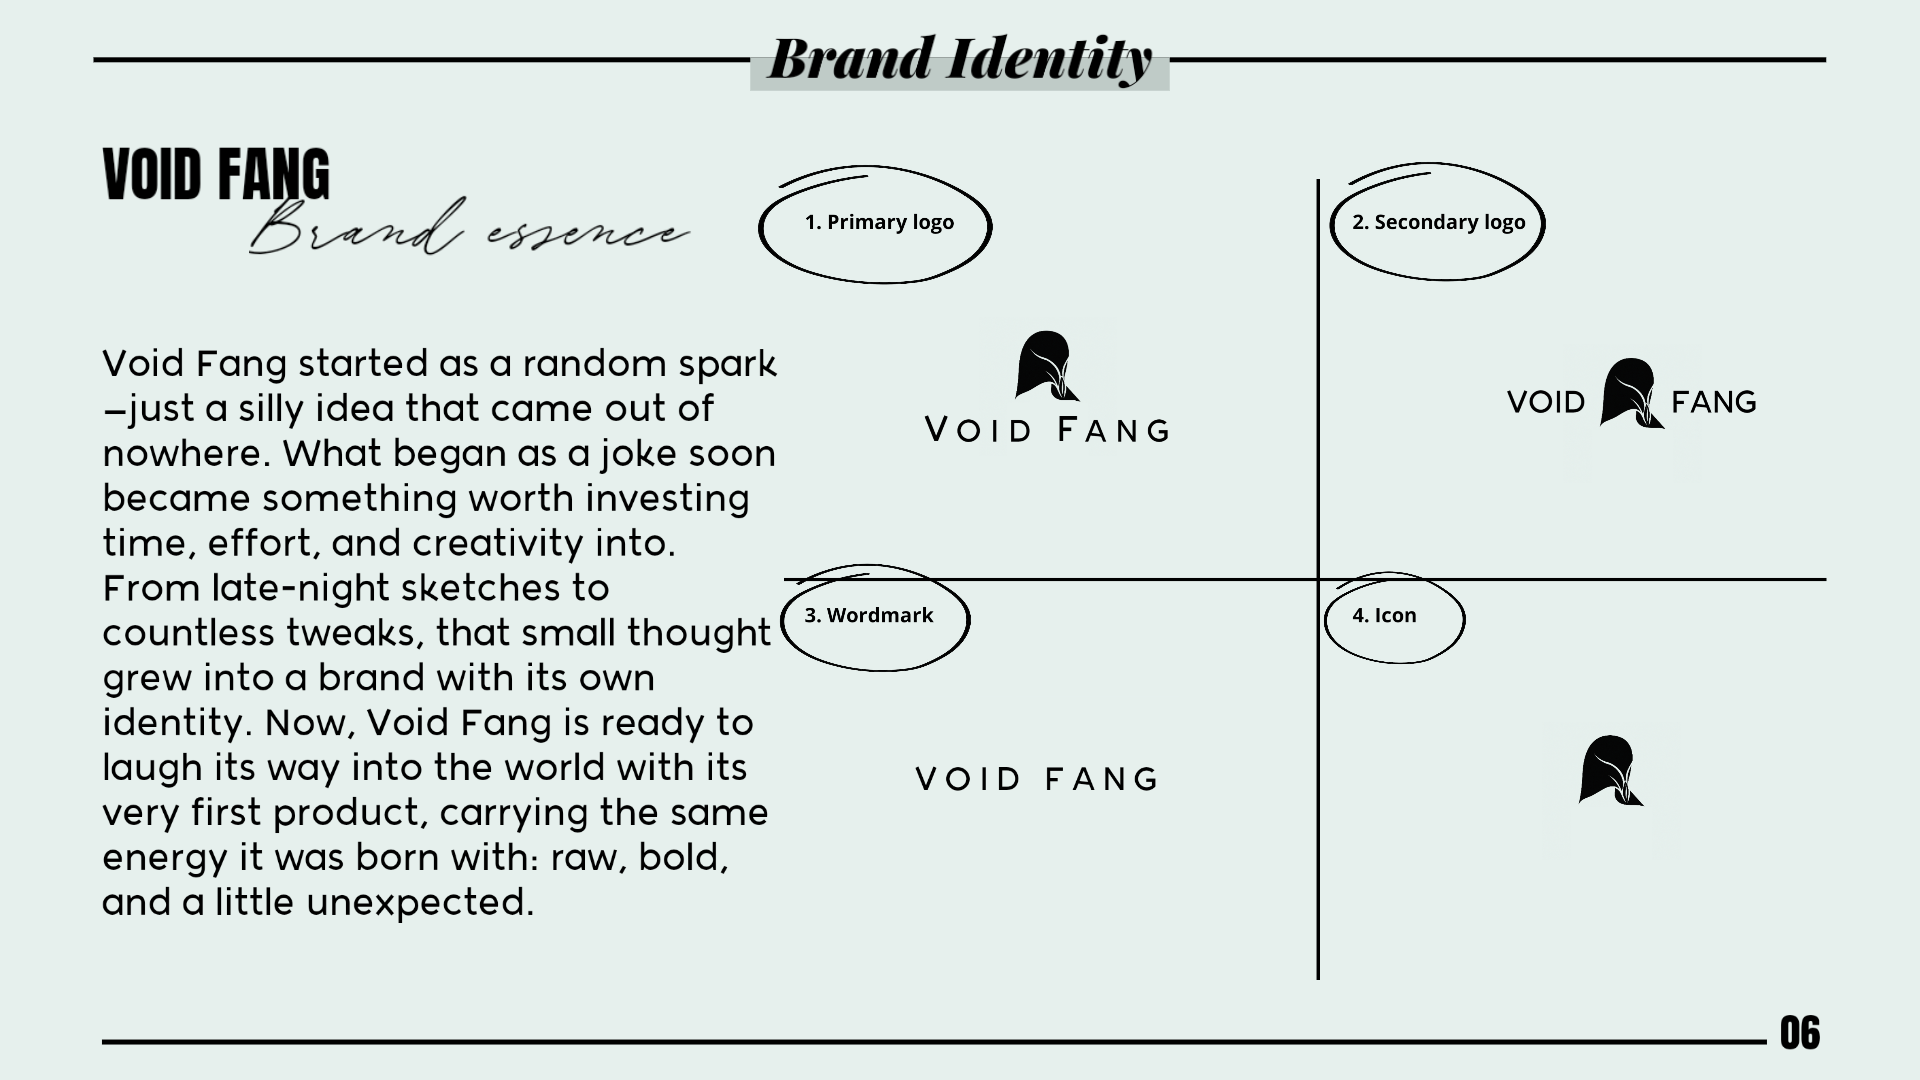 Brand Identity
VOID FANG
Brand essence
Void Fang started as a random spark
—just a silly idea that came out of
nowhere. What began as a joke soon
became something worth investing
time, effort, and creativity into.
From late-night sketches to
countless tweaks, that small thought
grew into a brand with its own
identity. Now, Void Fang is ready to
laugh its way into the world with its
very first product, carrying the same
energy it was born with: raw, bold,
and a little unexpected.
1. Primary logo
VOID FANG
2. Secondary logo
VOID FANG
3. Wordmark
VOID FANG
4. Icon
06